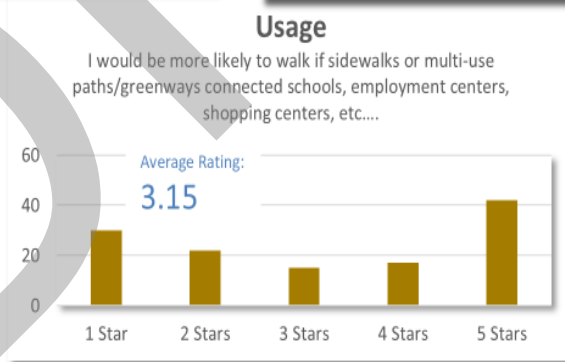 Usage
I would be more likely to walk if sidewalks or multi-use
paths/greenways connected schools, employment centers,
shopping centers, etc....
60
Average Rating:
3.15
40
20
0
1 Star
2 Stars
3 Stars
4 Stars
5 Stars